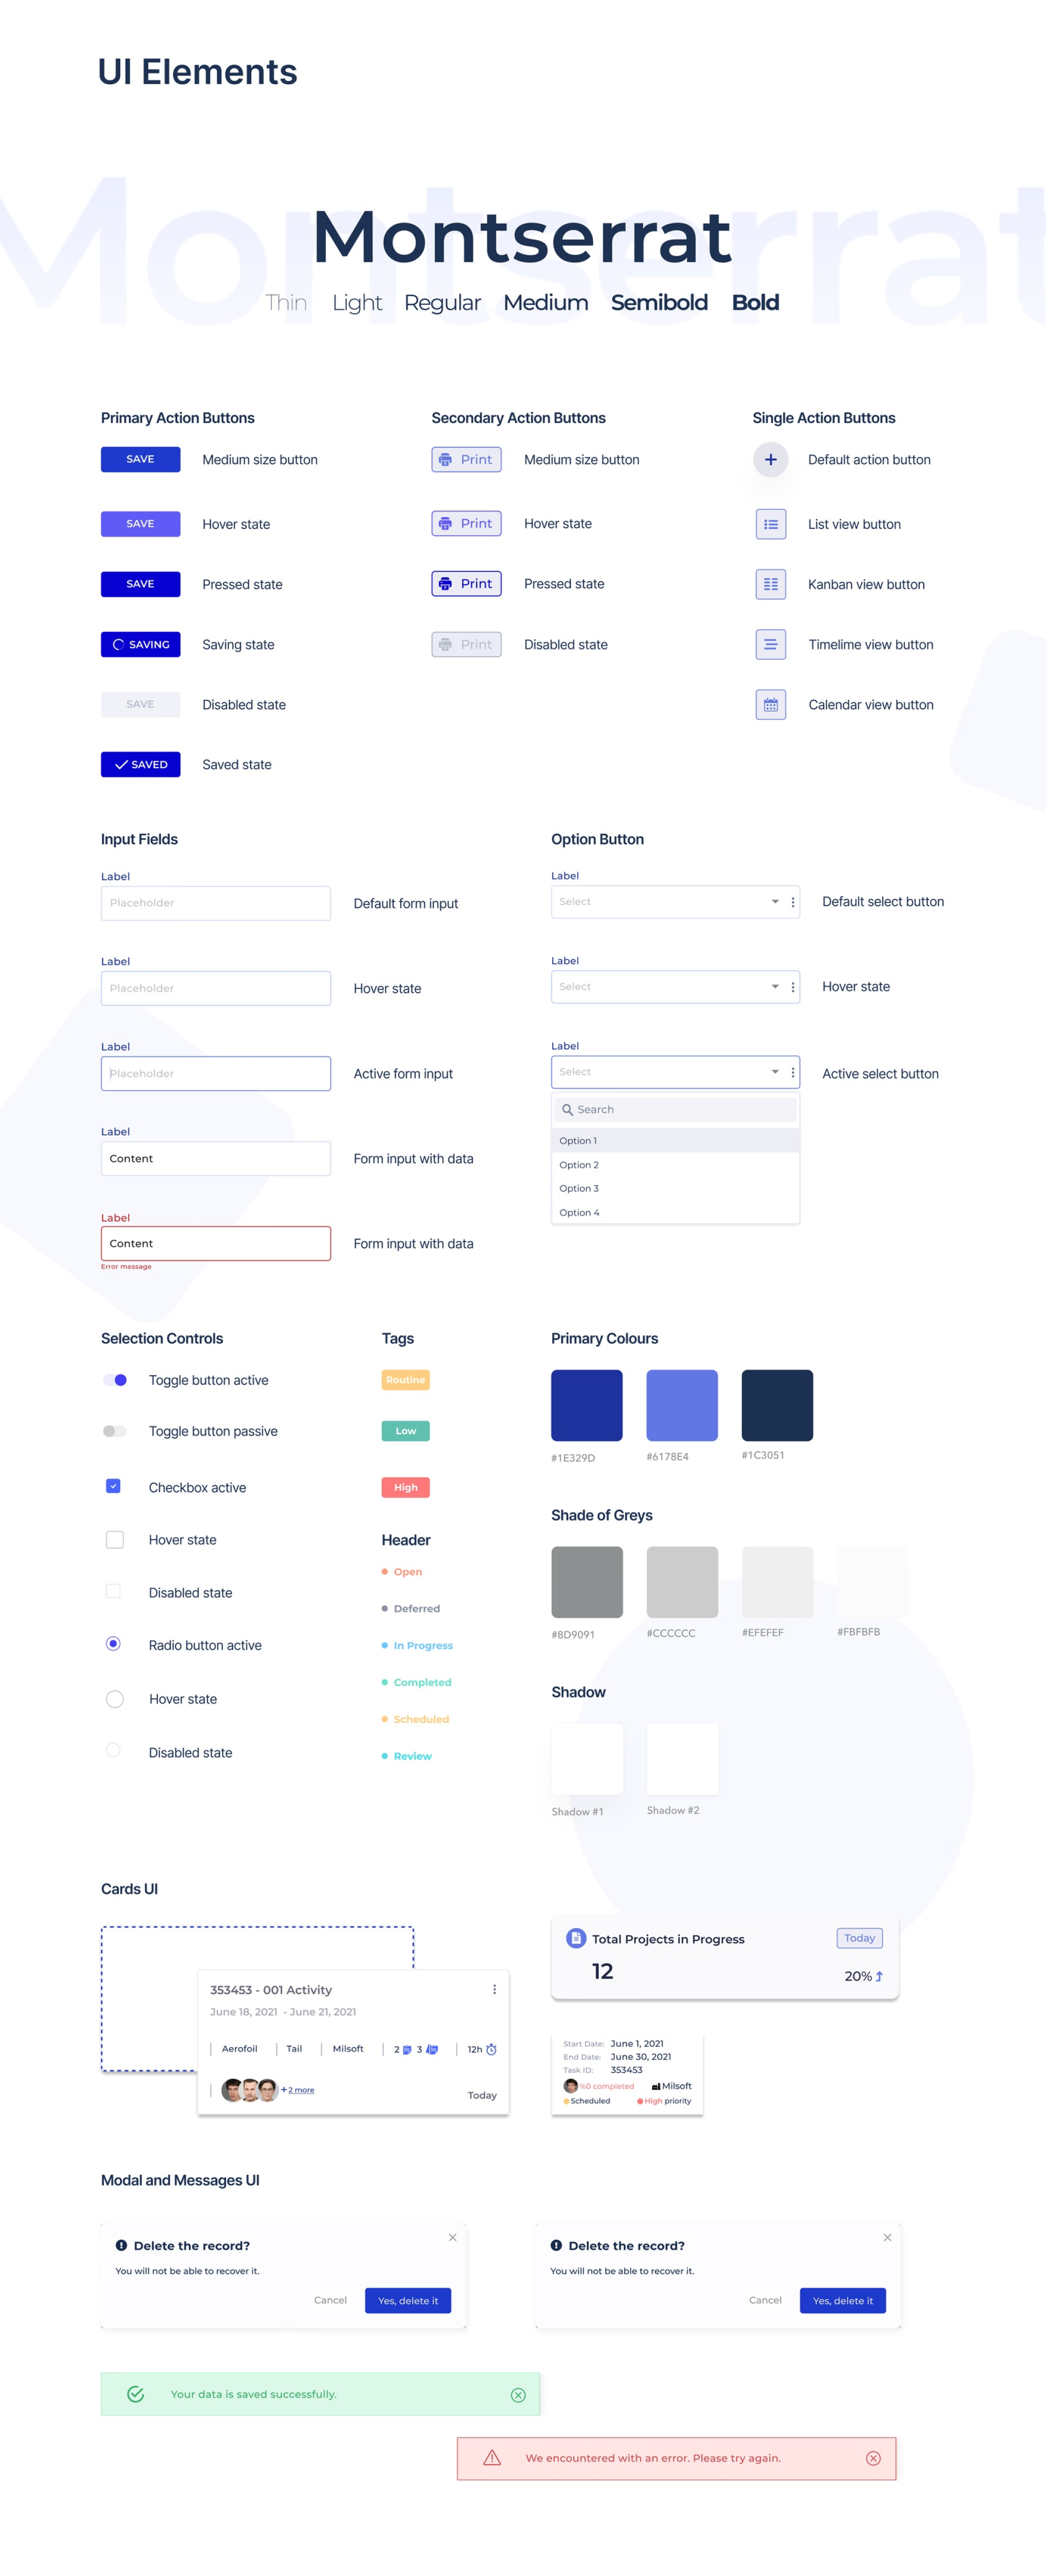 UI Elements
Montserrat
Montserrat
Thin Light Regular Medium Semibold Bold
Primary Action Buttons
SAVE Medium size button
SAVE Hover state
SAVE Pressed state
SAVING Saving state
SAVE Disabled state
SAVED Saved state
Secondary Action Buttons
Print Medium size button
Print Hover state
Print Pressed state
Print Disabled state
Single Action Buttons
Default action button
List view button
Kanban view button
Timelime view button
Calendar view button
Input Fields
Label
Placeholder Default form input
Label
Placeholder Hover state
Label
Placeholder Active form input
Label
Content Form input with data
Label
Content Form input with data
Error message
Option Button
Label
Select Default select button
Label
Select Hover state
Label
Select Active select button
Search
Option 1
Option 2
Option 3
Option 4
Selection Controls
Toggle button active
Toggle button passive
Checkbox active
Hover state
Disabled state
Radio button active
Hover state
Disabled state
Tags
Routine
Low
High
Header
Open
Deferred
In Progress
Completed
Scheduled
Review
Primary Colours
#1E329D #6178E4 #1C3051
Shade of Greys
#8D9091 #CCCCCC #EFEFEF #FBFBFB
Shadow
Shadow #1 Shadow #2
Cards UI
353453 - 001 Activity
June 18, 2021 - June 21, 2021
Aerofoil Tail Milsoft 2 3 12h
+ 2 more Today
Total Projects in Progress Today
12 20%
Start Date: June 1, 2021
End Date: June 30, 2021
Task ID: 353453
%0 completed Milsoft
Scheduled High priority
Modal and Messages UI
Delete the record?
You will not be able to recover it.
Cancel Yes, delete it
Delete the record?
You will not be able to recover it.
Cancel Yes, delete it
Your data is saved successfully.
We encountered with an error. Please try again.